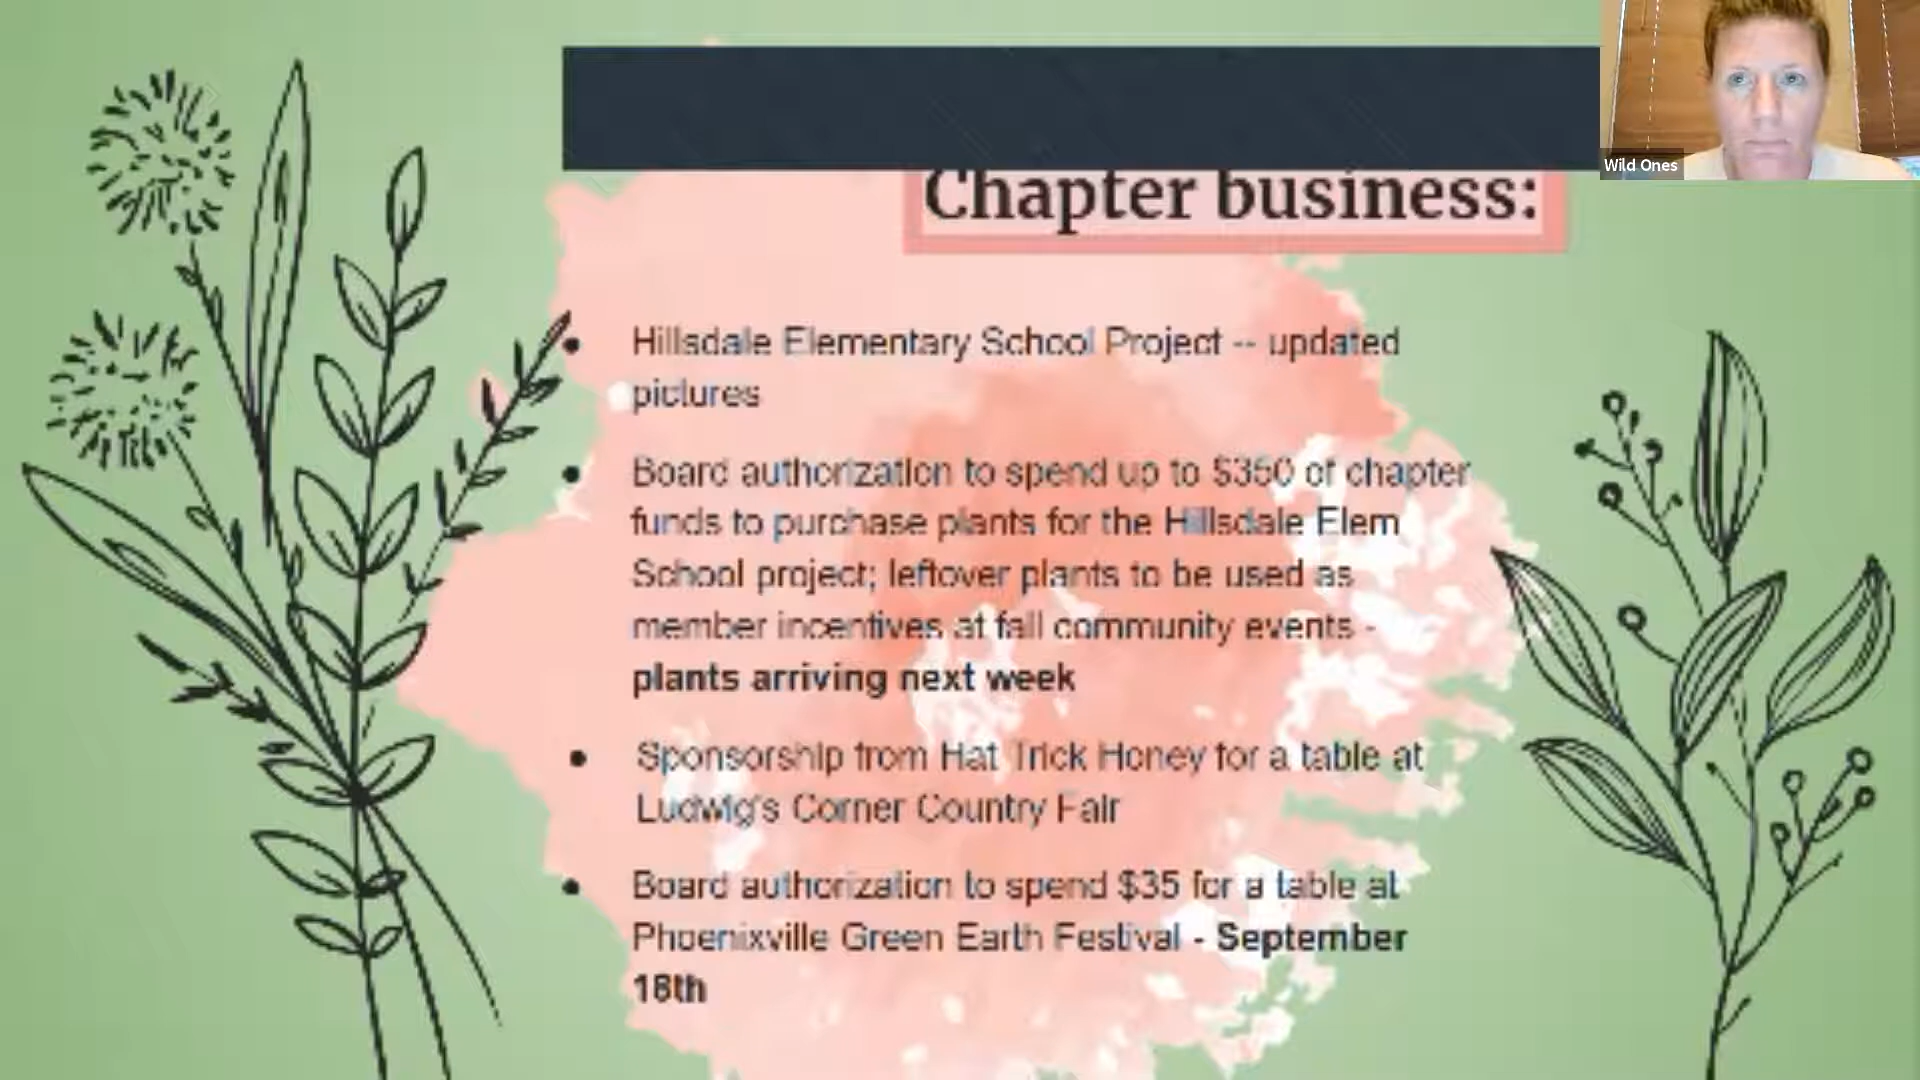 Wild Ones
Chapter business:
• Hillsdale Elementary School Project -- updated
pictures
• Board authorization to spend up to $350 of chapter
funds to purchase plants for the Hillsdale Elem
School project; leftover plants to be used as
member incentives at fall community events -
plants arriving next week
• Sponsorship from Hat Trick Honey for a table at
Ludwig's Corner Country Fair
• Board authorization to spend $35 for a table at
Phoenixville Green Earth Festival - September
18th